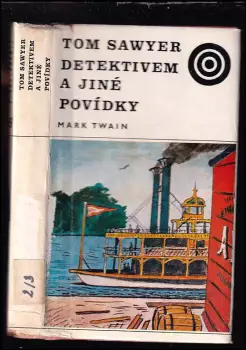 TOM SAWYER
DETEKTIVEM
A JINÉ
POVÍDKY
MARK TWAIN
TOM SAWYER
DETEKTIVEM
A JINÉ
POVÍDKY
2/3